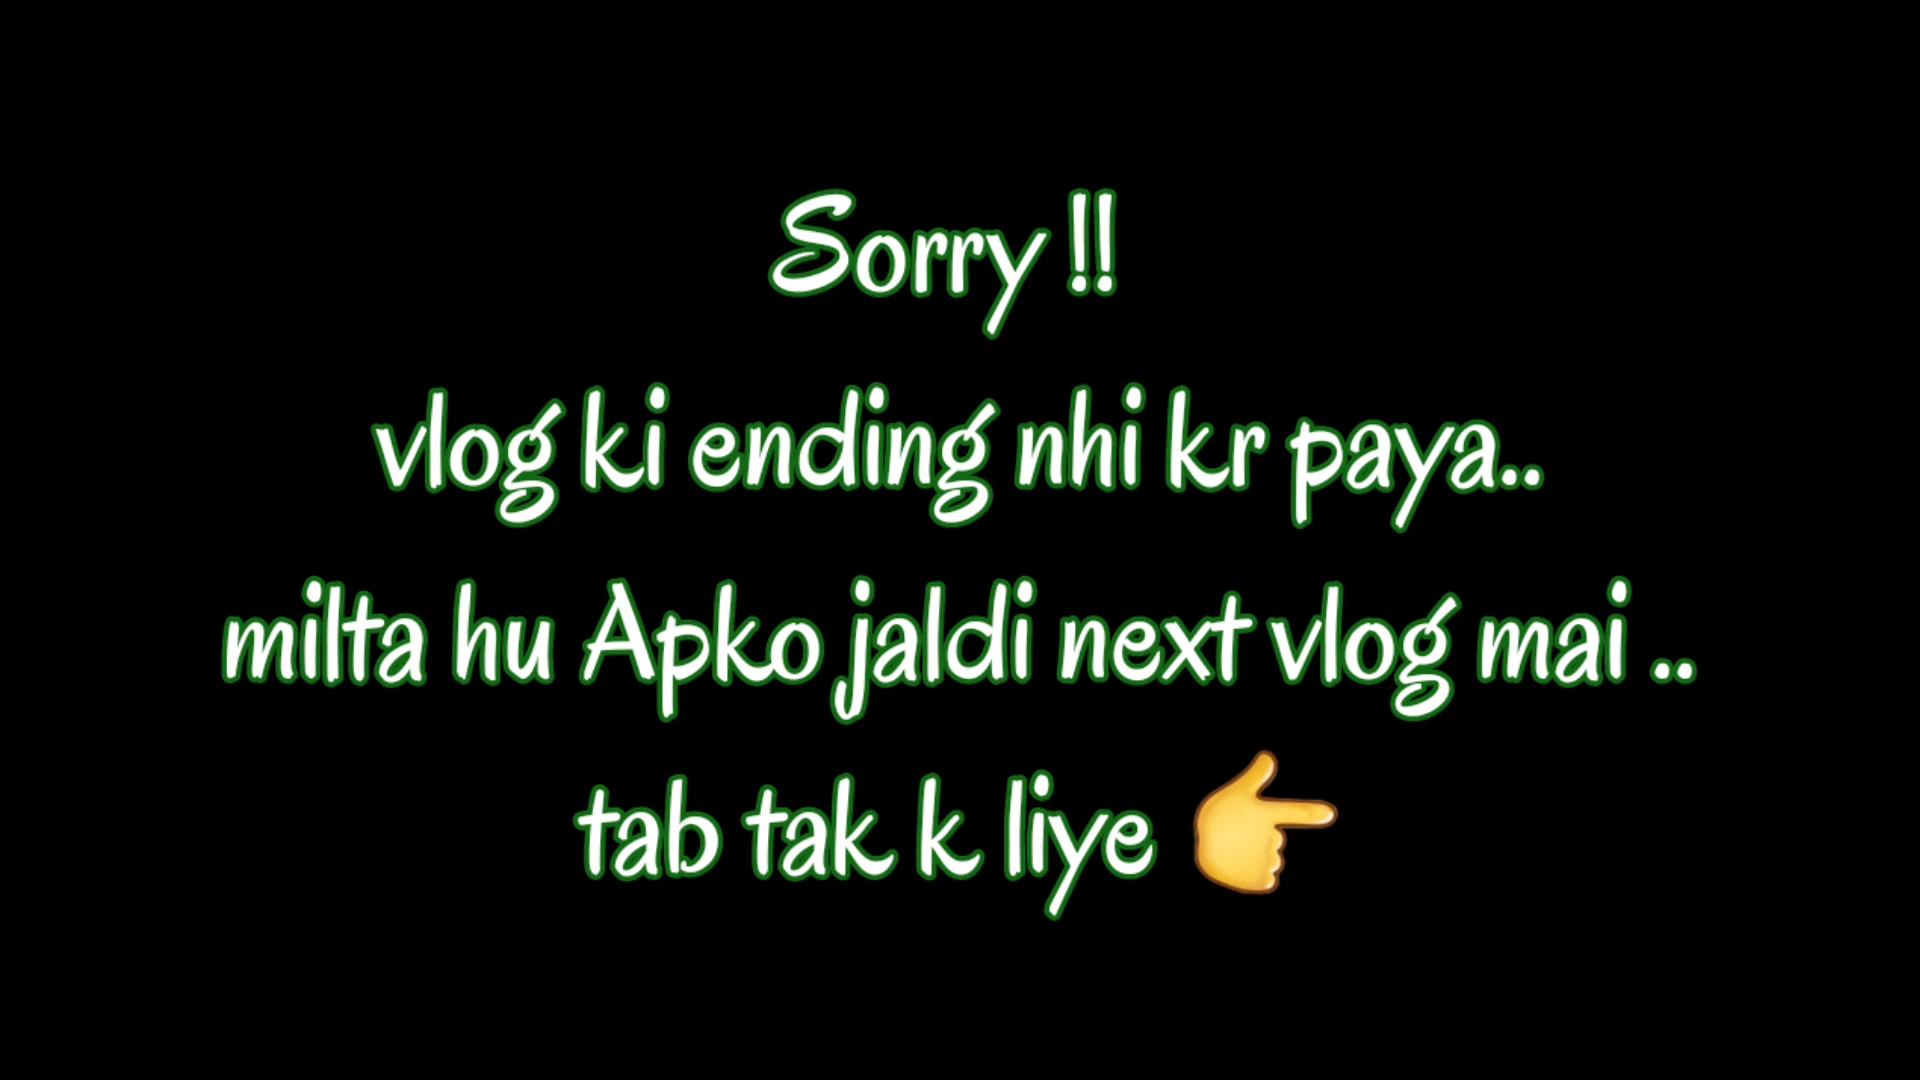 Sorry !!
vlog ki ending nhi kr paya..
milta hu Apko jaldi next vlog mai ..
tab tak k liye 👉